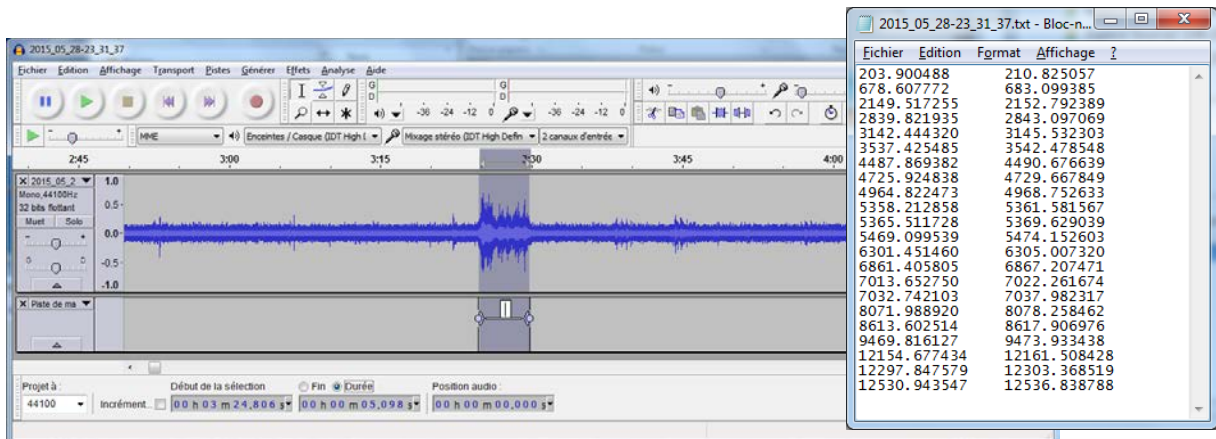 2015_05_28-23_31_37
Fichier Edition Affichage Transport Pistes Générer Effets Analyse Aide
G
D
-36 -24 -12 0
G
D
-36 -24 -12 0
MME
Enceintes / Casque (IDT High
Mixage stéréo (IDT High Defin
2 canaux d'entrée
2:45 3:00 3:15 3:30 3:45 4:00
2015_05_2
Mono, 44100Hz
32 bits flottant
Muet Solo
- +
G D
1.0
0.5
0.0
-0.5
-1.0
Piste de ma
Projet à :
44100
Incrément...
Début de la sélection
00 h 03 m 24,806 s
Fin Durée
00 h 00 m 05,098 s
Position audio :
00 h 00 m 00,000 s
2015_05_28-23_31_37.txt - Bloc-n...
Fichier Edition Format Affichage ?
203.900488 210.825057
678.607772 683.099385
2149.517255 2152.792389
2839.821935 2843.097069
3142.444320 3145.532303
3537.425485 3542.478548
4487.869382 4490.676639
4725.924838 4729.667849
4964.822473 4968.752633
5358.212858 5361.581567
5365.511728 5369.629039
5469.099539 5474.152603
6301.451460 6305.007320
6861.405805 6867.207471
7013.652750 7022.261674
7032.742103 7037.982317
8071.988920 8078.258462
8613.602514 8617.906976
9469.816127 9473.933438
12154.677434 12161.508428
12297.847579 12303.368519
12530.943547 12536.838788